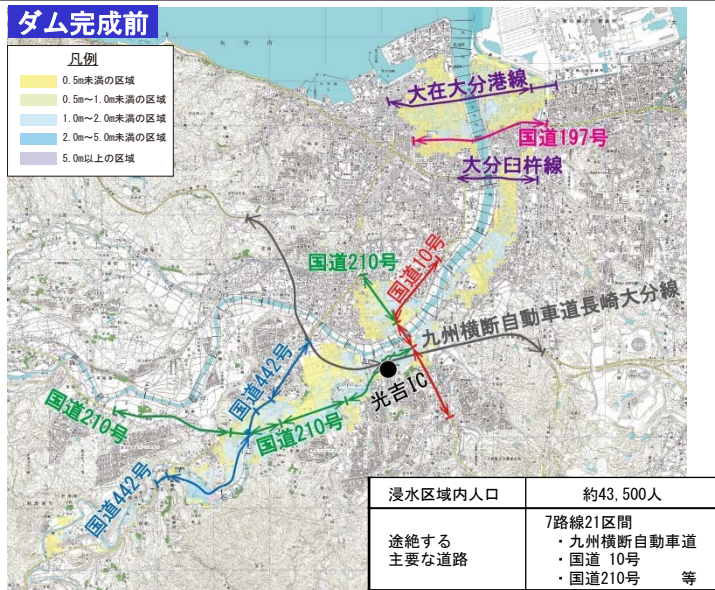 ダム完成前
大分市
凡例
0.5m未満の区域
0.5m～1.0m未満の区域
1.0m～2.0m未満の区域
2.0m～5.0m未満の区域
5.0m以上の区域
大在大分港線
国道197号
大分臼杵線
国道210号
国道10号
九州横断自動車道長崎大分線
国道442号
光吉IC
国道210号
国道210号
国道442号
浸水区域内人口 約43,500人
途絶する
主要な道路
7路線21区間
・九州横断自動車道
・国道 10号
・国道210号 等